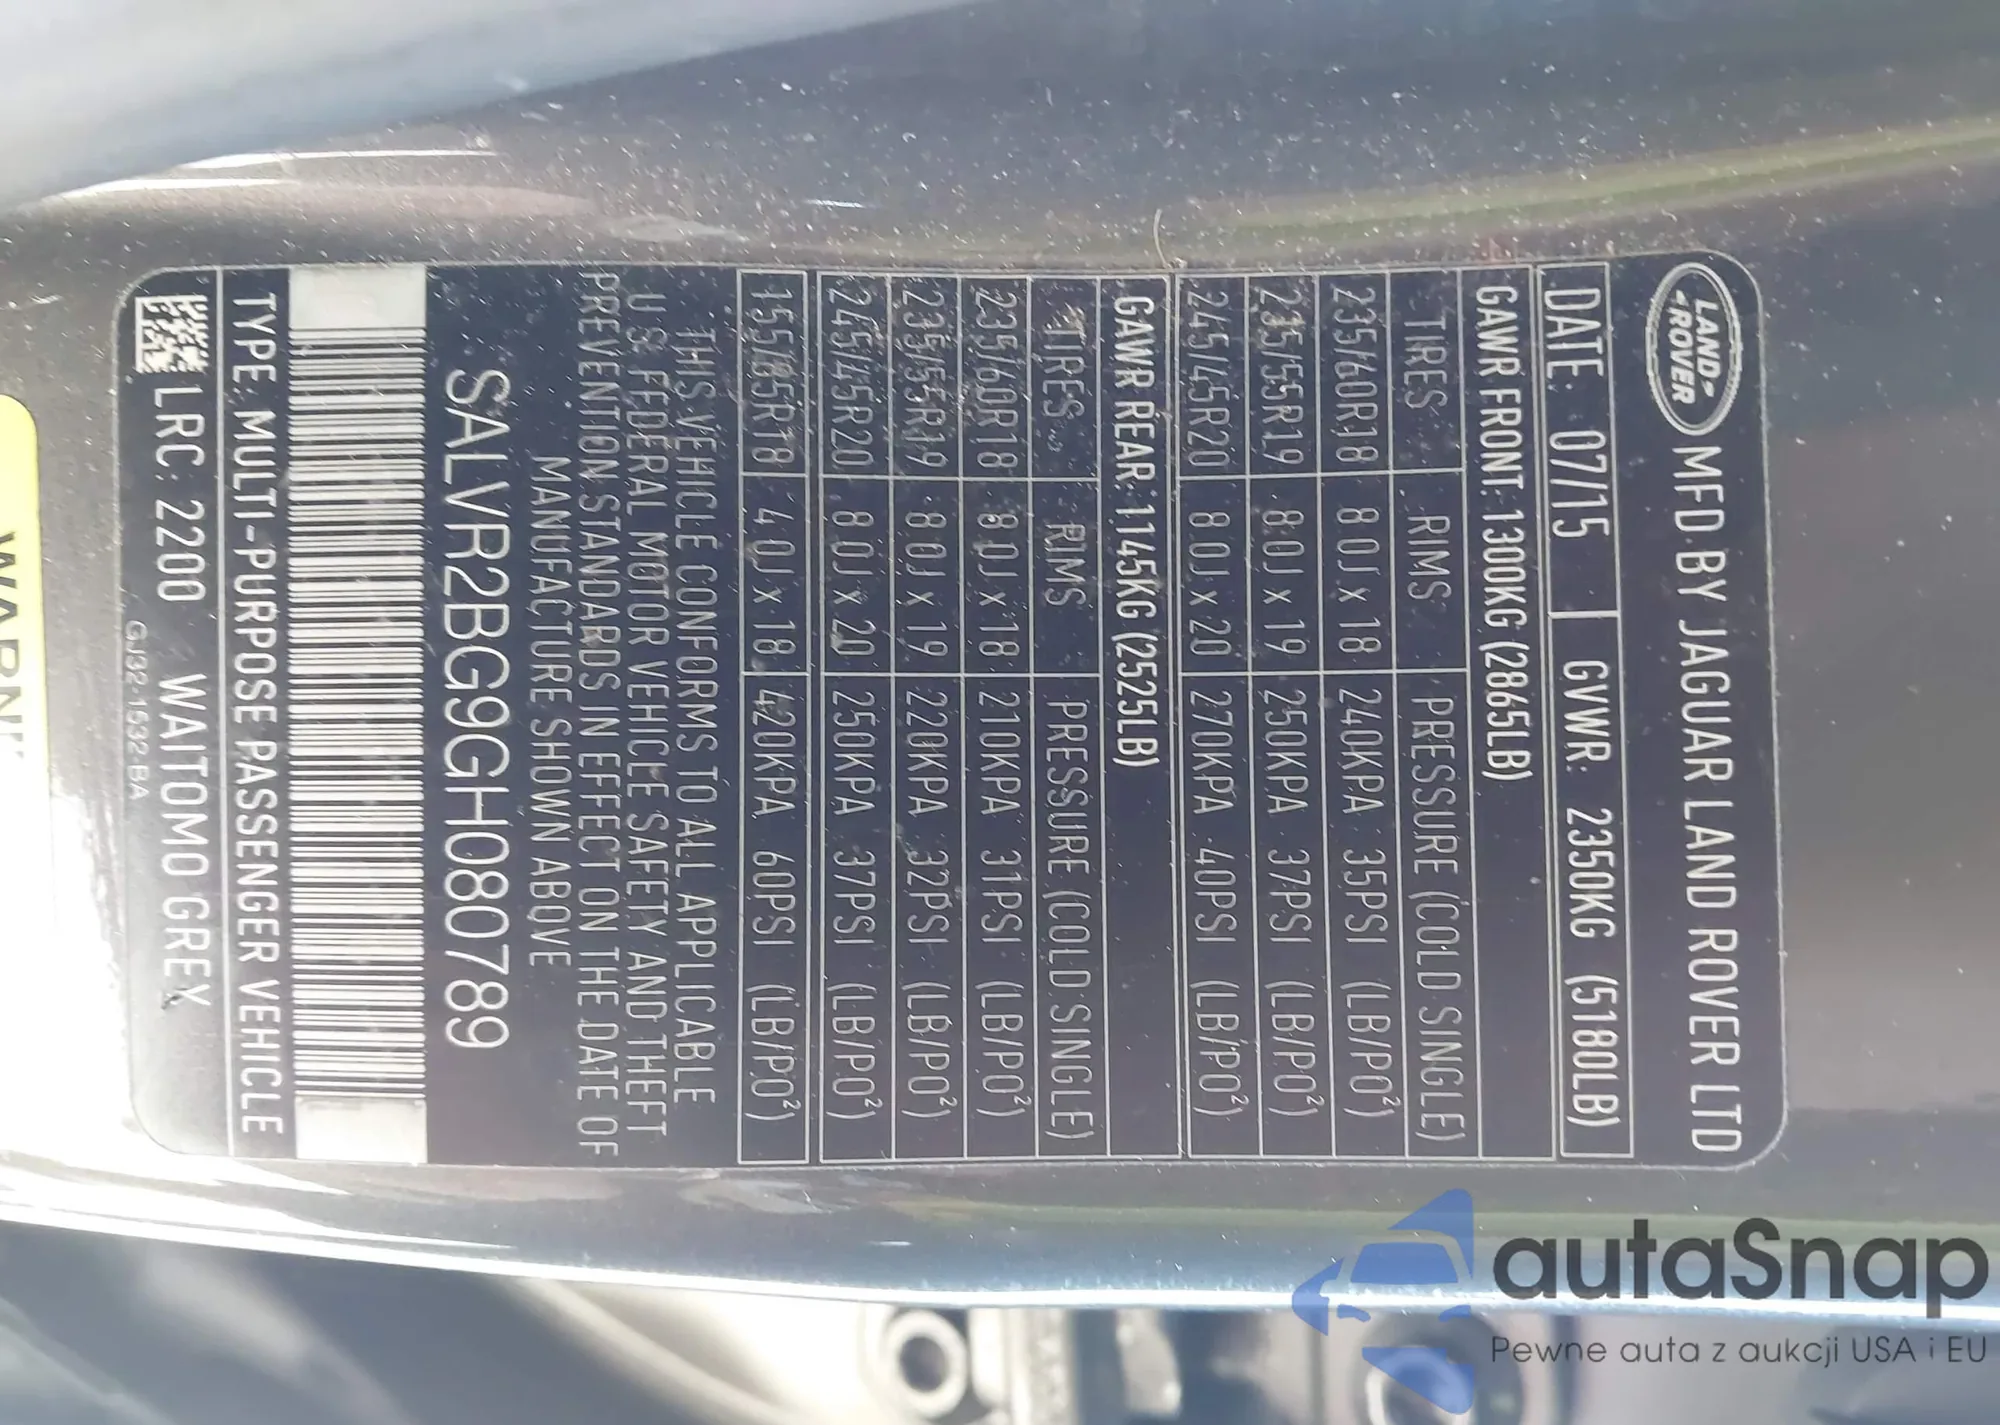 LAND-
-ROVER
MFD BY JAGUAR LAND ROVER LTD
DATE: 07/15 GVWR: 2350KG (5180LB)
GAWR FRONT: 1300KG (2865LB)
TIRES RIMS PRESSURE (COLD SINGLE)
235/60R18 8.0J x 18 240KPA 35PSI (LB/PO²)
235/55R19 8.0J x 19 250KPA 37PSI (LB/PO²)
245/45R20 8.0J x 20 270KPA 40PSI (LB/PO²)
GAWR REAR: 1145KG (2525LB)
TIRES RIMS PRESSURE (COLD SINGLE)
235/60R18 8.0J x 18 210KPA 31PSI (LB/PO²)
235/55R19 8.0J x 19 220KPA 32PSI (LB/PO²)
245/45R20 8.0J x 20 250KPA 37PSI (LB/PO²)
155/85R18 4.0J x 18 420KPA 60PSI (LB/PO²)
THIS VEHICLE CONFORMS TO ALL APPLICABLE
U.S. FEDERAL MOTOR VEHICLE SAFETY AND THEFT
PREVENTION STANDARDS IN EFFECT ON THE DATE OF
MANUFACTURE SHOWN ABOVE
SALVR2BG9GH080789
TYPE: MULTI-PURPOSE PASSENGER VEHICLE
LRC: 2200 WAITOMO GREY
GJ32-1532-BA
autaSnap
Pewne auta z aukcji USA i EU